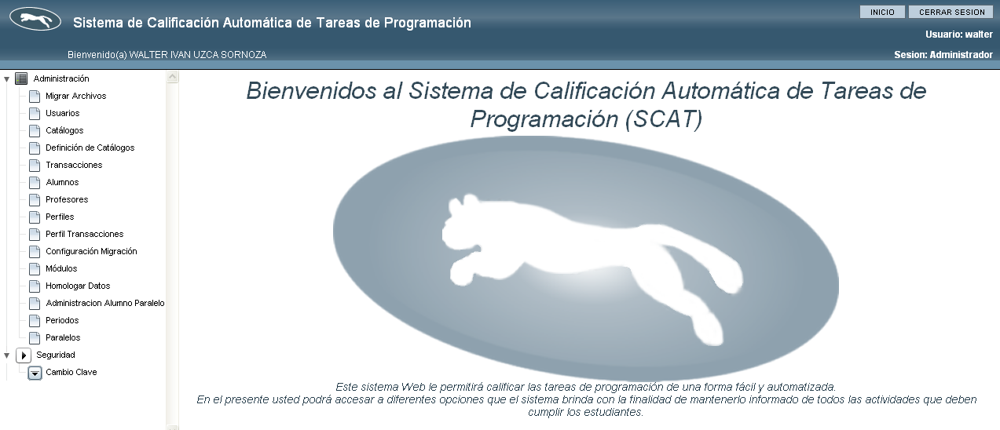 INICIO
CERRAR SESION
Sistema de Calificación Automática de Tareas de Programación
Usuario: walter
Bienvenido(a) WALTER IVAN UZCA SORNOZA
Sesion: Administrador
Administración
Migrar Archivos
Usuarios
Catálogos
Definición de Catálogos
Transacciones
Alumnos
Profesores
Perfiles
Perfil Transacciones
Configuración Migración
Módulos
Homologar Datos
Administracion Alumno Paralelo
Periodos
Paralelos
Seguridad
Cambio Clave
Bienvenidos al Sistema de Calificación Automática de Tareas de
Programación (SCAT)
Este sistema Web le permitirá calificar las tareas de programación de una forma fácil y automatizada.
En el presente usted podrá accesar a diferentes opciones que el sistema brinda con la finalidad de mantenerlo informado de todos las actividades que deben
cumplir los estudiantes.